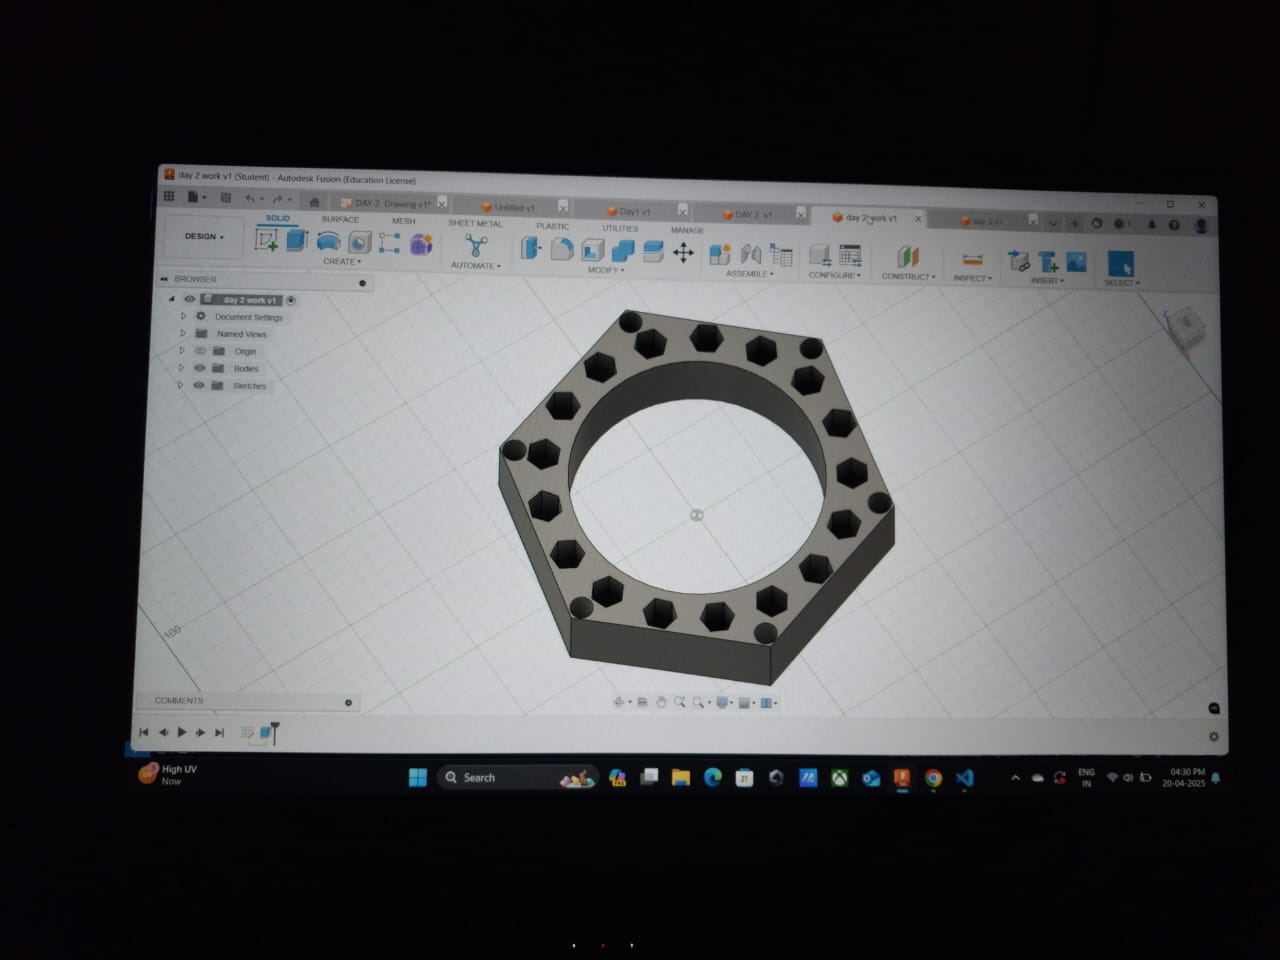 day 2 work v1 (Student) - Autodesk Fusion (Education License)
DAY 2 Drawing v1*
Untitled v1
Day1 v1
DAY 2 v1
day 2 work v1
day 3 v1
SOLID
SURFACE
MESH
SHEET METAL
PLASTIC
UTILITIES
MANAGE
DESIGN
CREATE
AUTOMATE
MODIFY
ASSEMBLE
CONFIGURE
CONSTRUCT
INSPECT
INSERT
SELECT
BROWSER
day 2 work v1
Document Settings
Named Views
Origin
Bodies
Sketches
100
COMMENTS
High UV
Now
Search
ENG
IN
04:30 PM
20-04-2025